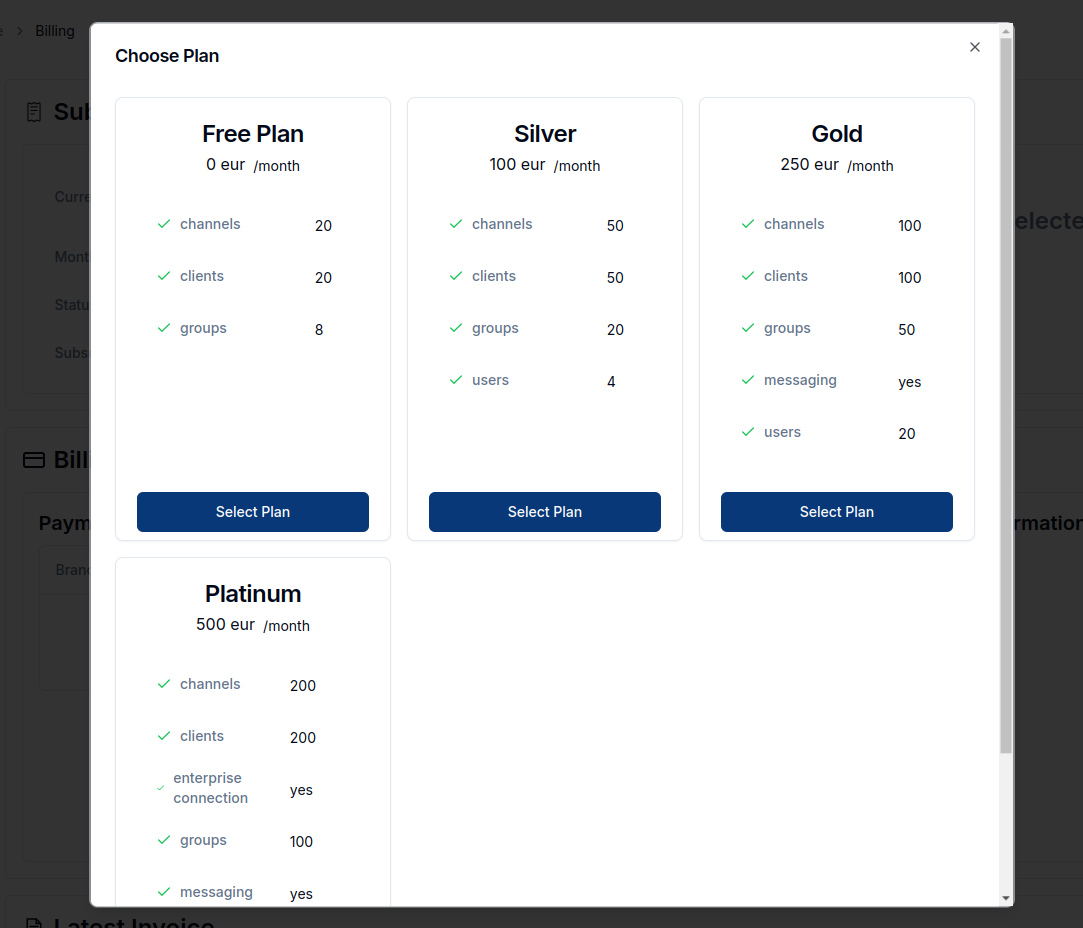 Billing
Choose Plan
Free Plan
0 eur /month
channels 20
clients 20
groups 8
Select Plan
Silver
100 eur /month
channels 50
clients 50
groups 20
users 4
Select Plan
Gold
250 eur /month
channels 100
clients 100
groups 50
messaging yes
users 20
Select Plan
Platinum
500 eur /month
channels 200
clients 200
enterprise
connection yes
groups 100
messaging yes
Sub
Curre
Mont
Statu
Subs
electe
Billi
Paym
rmation
Brand
Latest Invoice